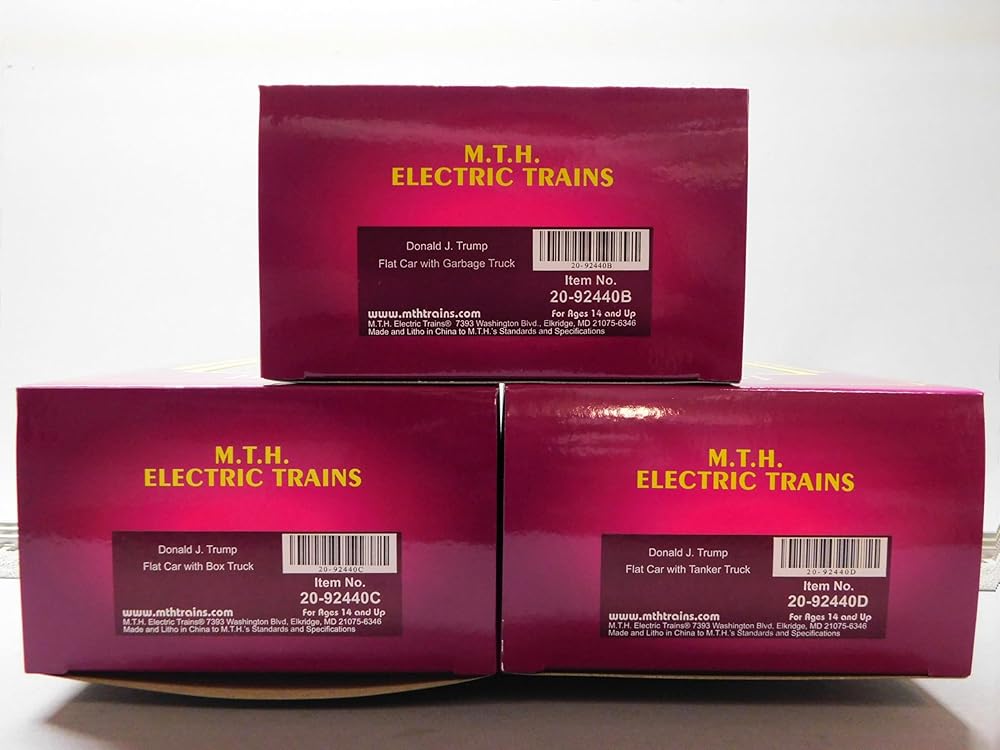 M.T.H.
ELECTRIC TRAINS
Donald J. Trump
Flat Car with Garbage Truck
20-92440B
Item No.
20-92440B
www.mthtrains.com
For Ages 14 and Up
M.T.H. Electric Trains® 7393 Washington Blvd., Elkridge, MD 21075-6346
Made and Litho in China to M.T.H.'s Standards and Specifications
M.T.H.
ELECTRIC TRAINS
Donald J. Trump
Flat Car with Box Truck
20-92440C
Item No.
20-92440C
www.mthtrains.com
For Ages 14 and Up
M.T.H. Electric Trains® 7393 Washington Blvd, Elkridge, MD 21075-6346
Made and Litho in China to M.T.H.'s Standards and Specifications
M.T.H.
ELECTRIC TRAINS
Donald J. Trump
Flat Car with Tanker Truck
20-92440D
Item No.
20-92440D
www.mthtrains.com
For Ages 14 and Up
M.T.H. Electric Trains® 7393 Washington Blvd, Elkridge, MD 21075-6346
Made and Litho in China to M.T.H.'s Standards and Specifications